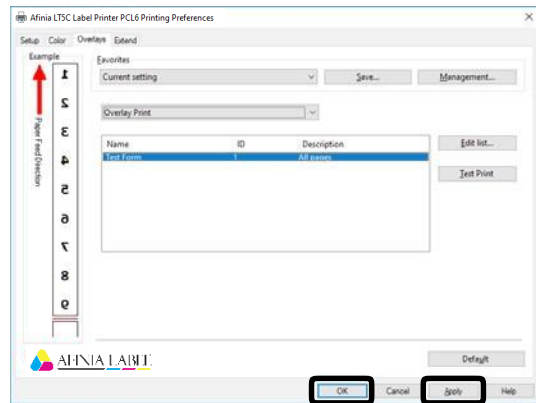 Afinia LT5C Label Printer PCL6 Printing Preferences
Setup Color Overlays Extend
Example
Paper Feed Direction
1
2
3
4
5
6
7
8
9
Favorites
Current setting Save... Management...
Overlay Print
Name ID Description Edit list...
Test Form 1 All pages
Test Print
AFINIA LABEL
Default
OK Cancel Apply Help